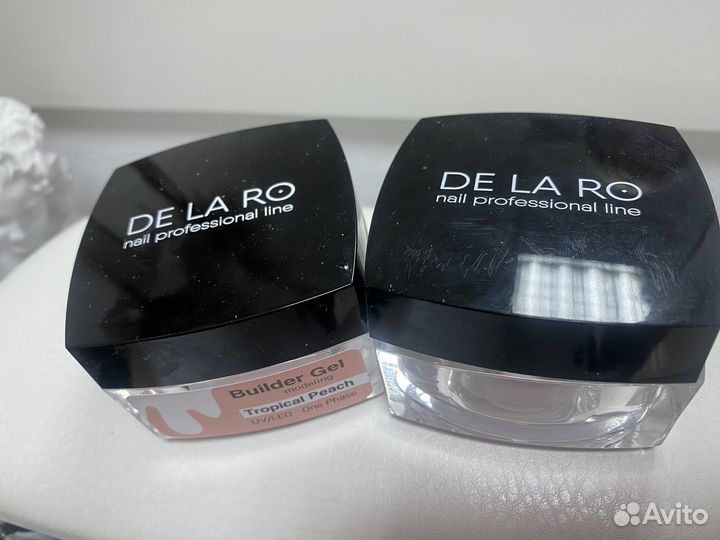 DE LA RO
nail professional line
Builder Gel
modeling
Tropical Peach
UV/LED One Phase
DE LA RO
nail professional line
Avito